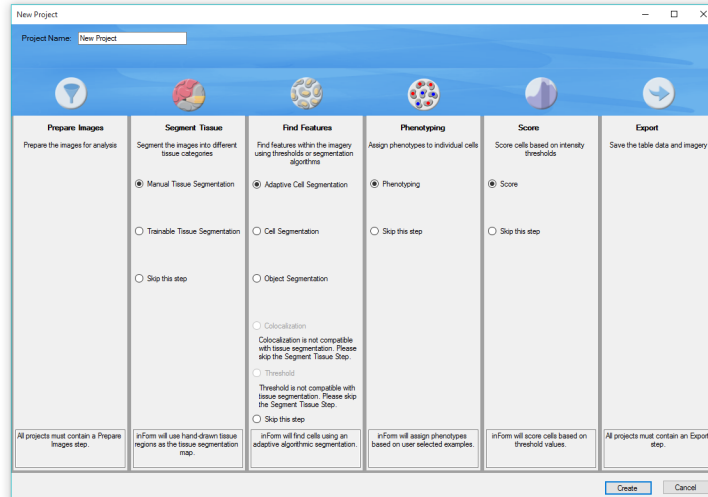 New Project
Project Name: New Project
Prepare Images
Prepare the images for analysis
All projects must contain a Prepare
Images step.
Segment Tissue
Segment the images into different
tissue categories
Manual Tissue Segmentation
Trainable Tissue Segmentation
Skip this step
inForm will use hand-drawn tissue
regions as the tissue segmentation
map.
Find Features
Find features within the imagery
using thresholds or segmentation
algorithms
Adaptive Cell Segmentation
Cell Segmentation
Object Segmentation
Colocalization
Colocalization is not compatible
with tissue segmentation. Please
skip the Segment Tissue Step.
Threshold
Threshold is not compatible with
tissue segmentation. Please skip
the Segment Tissue Step.
Skip this step
inForm will find cells using an
adaptive algorithmic segmentation.
Phenotyping
Assign phenotypes to individual cells
Phenotyping
Skip this step
inForm will assign phenotypes
based on user selected examples.
Score
Score cells based on intensity
thresholds
Score
Skip this step
inForm will score cells based on
threshold values.
Export
Save the table data and imagery
All projects must contain an Export
step.
Create
Cancel